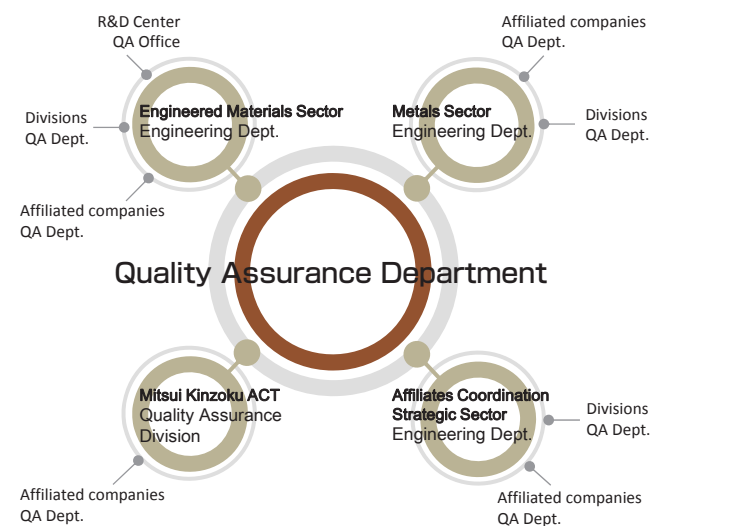 R&D Center
QA Office
Affiliated companies
QA Dept.
Divisions
QA Dept.
Engineered Materials Sector
Engineering Dept.
Metals Sector
Engineering Dept.
Divisions
QA Dept.
Affiliated companies
QA Dept.
Quality Assurance Department
Mitsui Kinzoku ACT
Quality Assurance
Division
Affiliates Coordination
Strategic Sector
Engineering Dept.
Divisions
QA Dept.
Affiliated companies
QA Dept.
Affiliated companies
QA Dept.